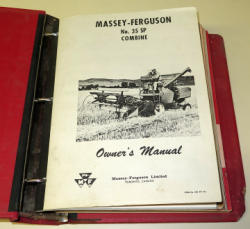 MASSEY-FERGUSON
No. 35 SP
COMBINE
Owner's Manual
Massey-Ferguson Limited
Toronto, Canada